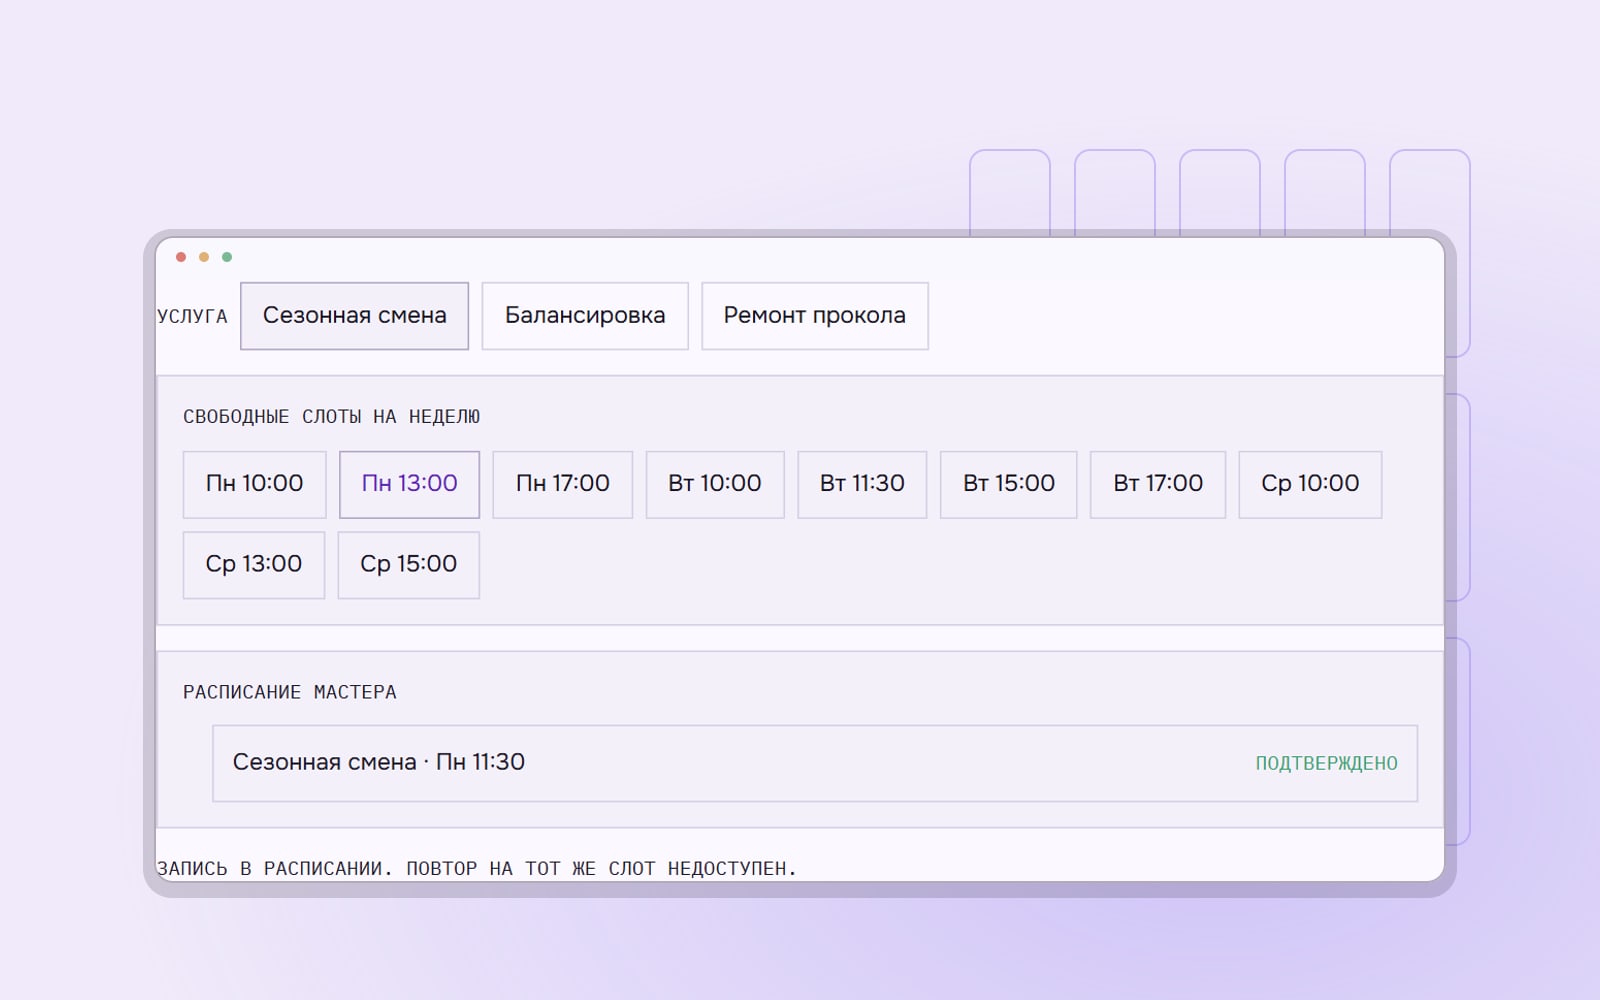 УСЛУГА Сезонная смена Балансировка Ремонт прокола
СВОБОДНЫЕ СЛОТЫ НА НЕДЕЛЮ
Пн 10:00 Пн 13:00 Пн 17:00 Вт 10:00 Вт 11:30 Вт 15:00 Вт 17:00 Ср 10:00
Ср 13:00 Ср 15:00
РАСПИСАНИЕ МАСТЕРА
Сезонная смена · Пн 11:30 ПОДТВЕРЖДЕНО
ЗАПИСЬ В РАСПИСАНИИ. ПОВТОР НА ТОТ ЖЕ СЛОТ НЕДОСТУПЕН.